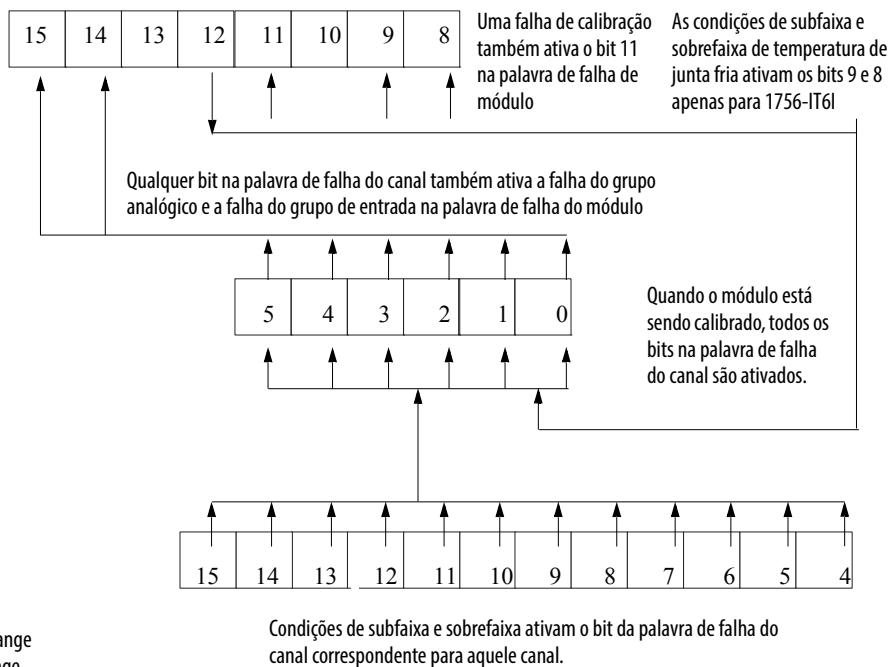 15 14 13 12 11 10 9 8
Uma falha de calibração
também ativa o bit 11
na palavra de falha de
módulo
As condições de subfaixa e
sobrefaixa de temperatura de
junta fria ativam os bits 9 e 8
apenas para 1756-IT6I
Qualquer bit na palavra de falha do canal também ativa a falha do grupo
analógico e a falha do grupo de entrada na palavra de falha do módulo
5 4 3 2 1 0
Quando o módulo está
sendo calibrado, todos os
bits na palavra de falha
do canal são ativados.
15 14 13 12 11 10 9 8 7 6 5 4
Condições de subfaixa e sobrefaixa ativam o bit da palavra de falha do
canal correspondente para aquele canal.
ange